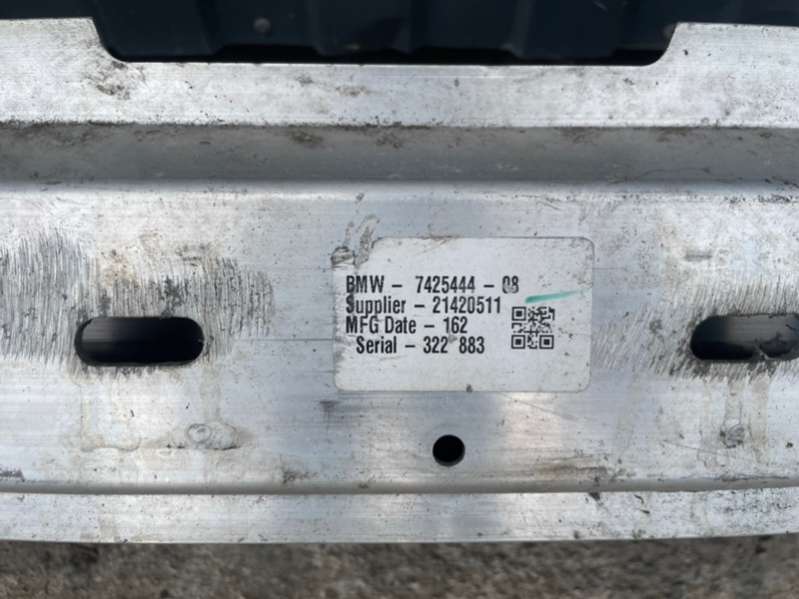 BMW - 7425444 - 08
Supplier - 21420511
MFG Date - 162
Serial - 322 883